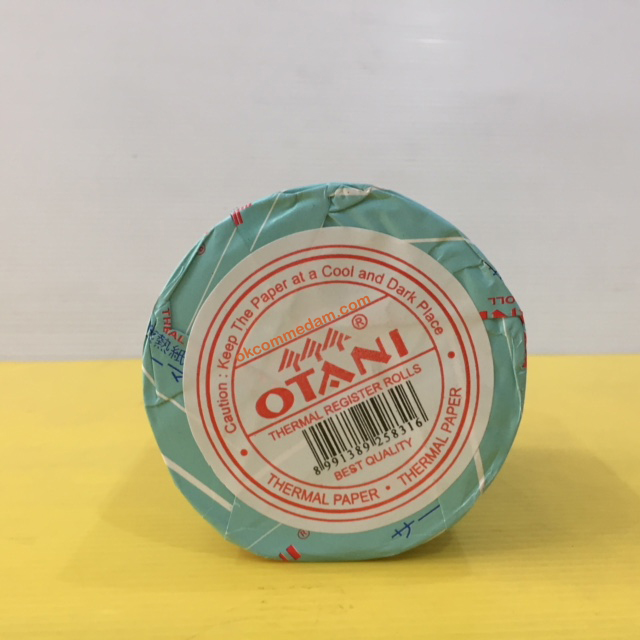 Caution : Keep The Paper at a Cool and Dark Place
okcommedam.com
®
OTANI
THERMAL REGISTER ROLLS
8 991389 258316
BEST QUALITY
THERMAL PAPER • THERMAL PAPER